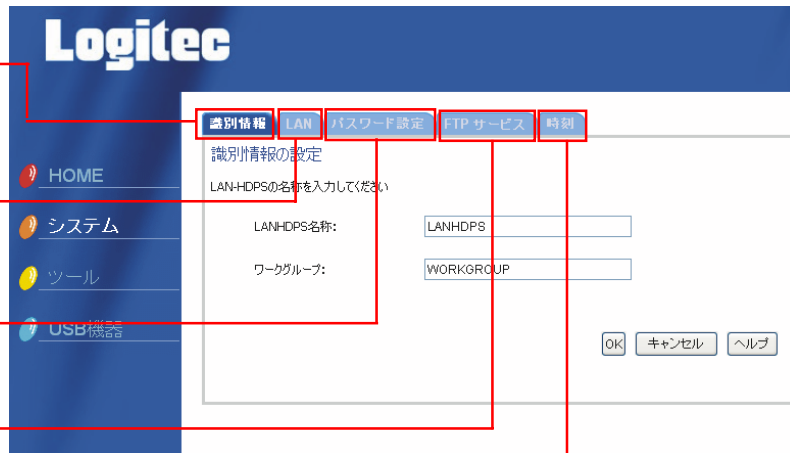 Logitec
識別情報 LAN パスワード設定 FTP サービス 時刻
識別情報の設定
LAN-HDPSの名称を入力してください
LANHDPS名称: LANHDPS
ワークグループ: WORKGROUP
OK キャンセル ヘルプ
HOME
システム
ツール
USB機器